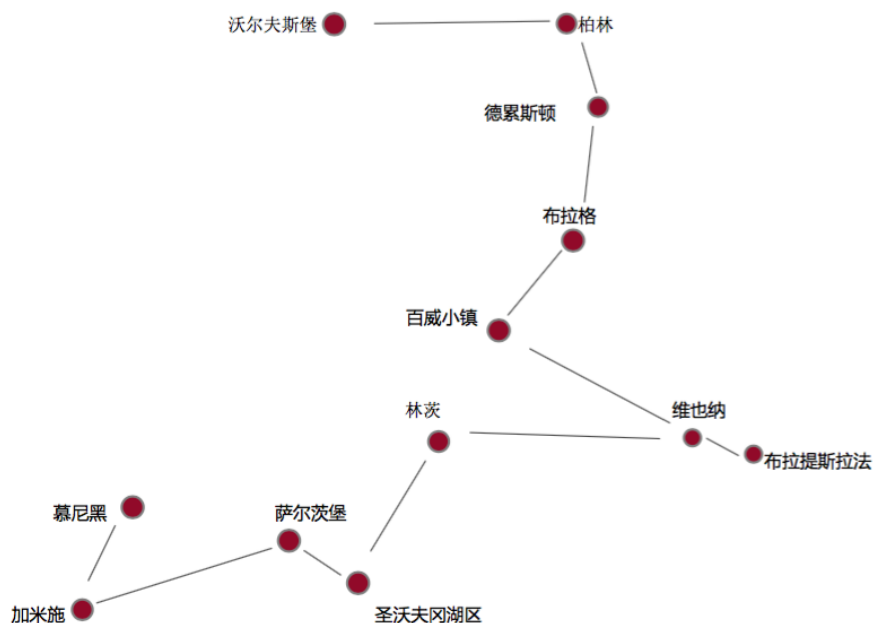 沃尔夫斯堡
柏林
德累斯顿
布拉格
百威小镇
林茨
维也纳
布拉提斯拉法
慕尼黑
萨尔茨堡
加米施
圣沃夫冈湖区